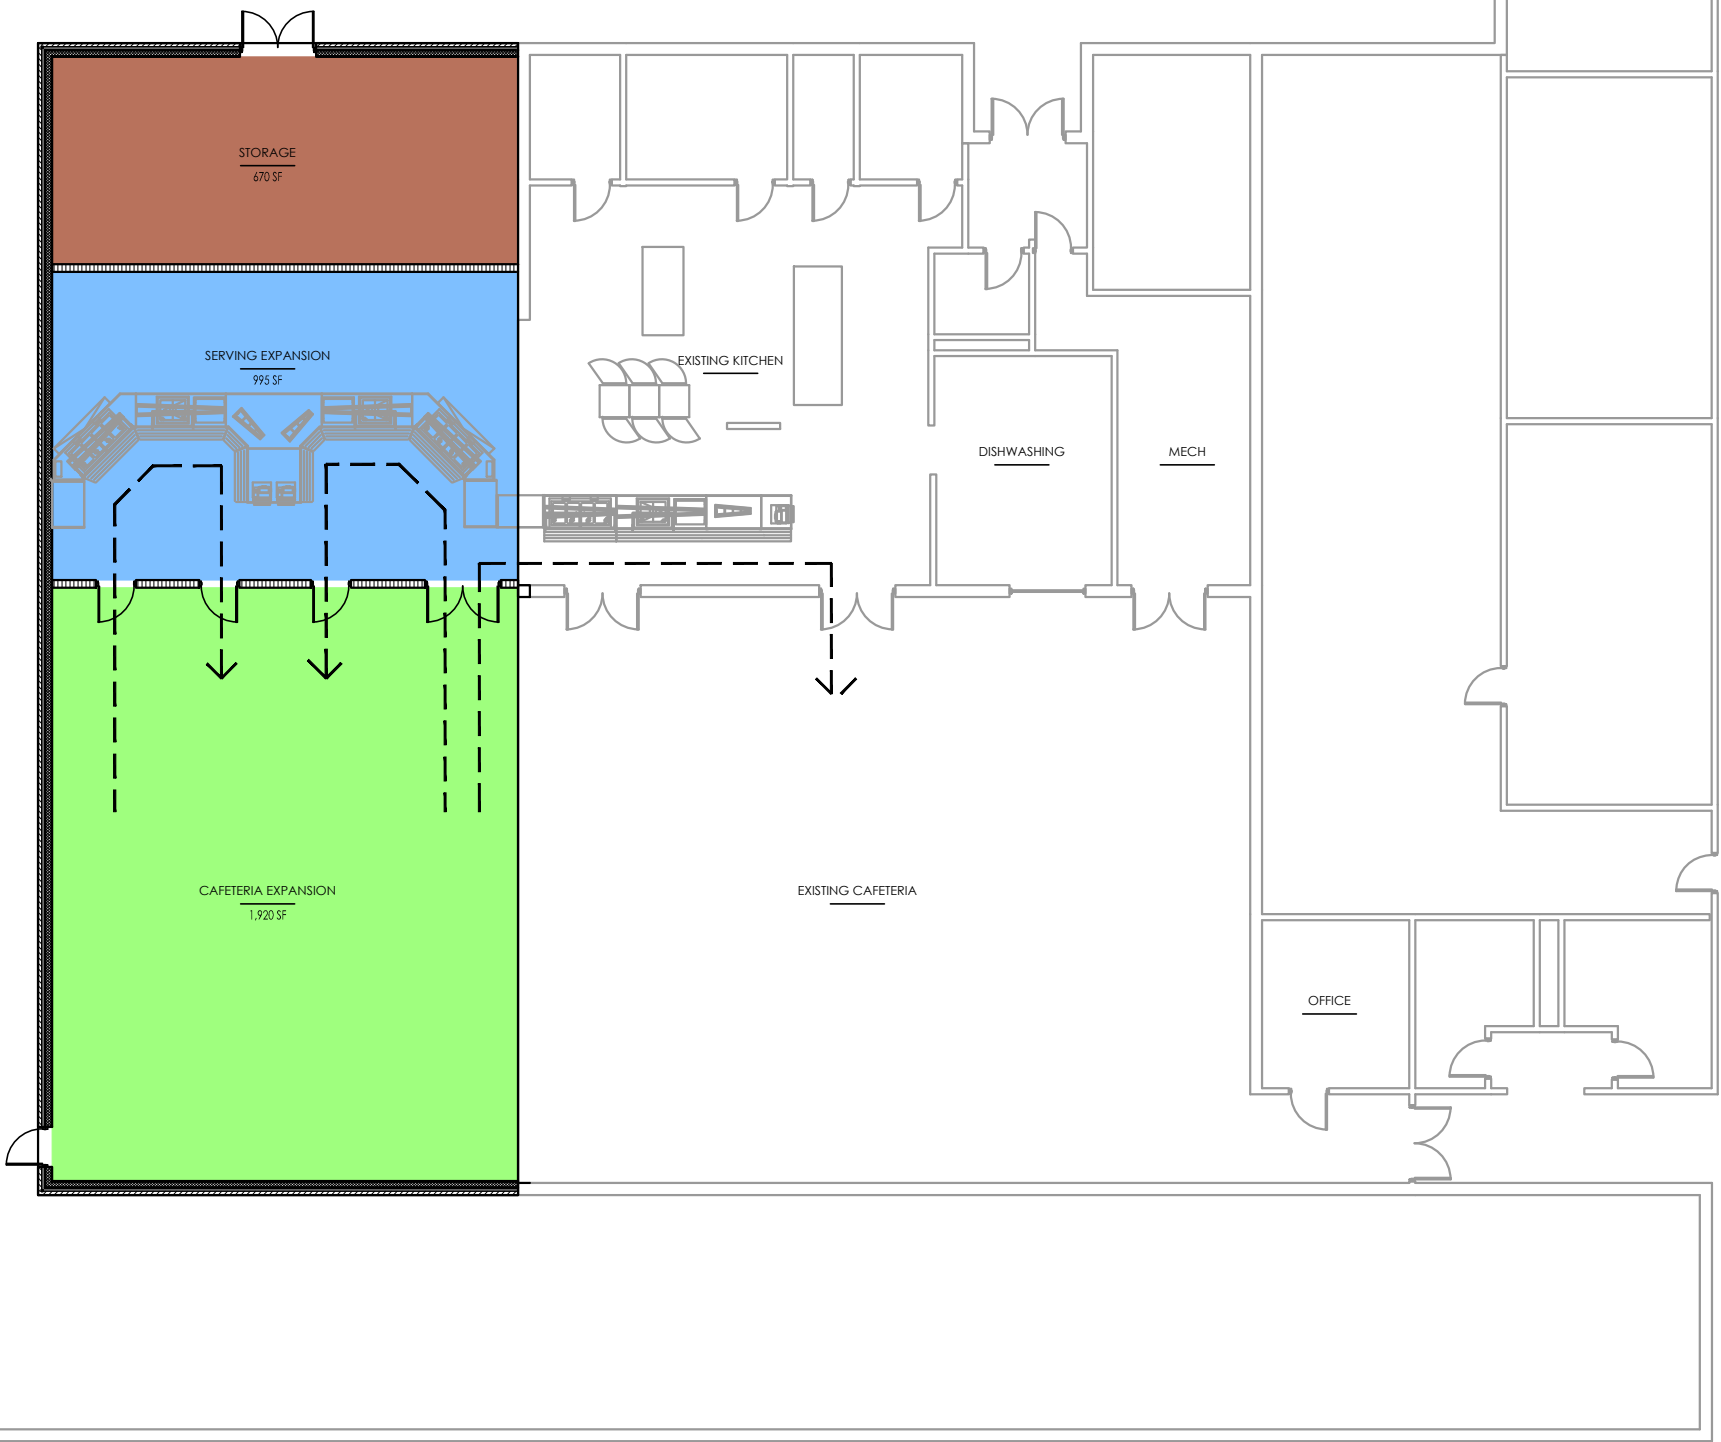 STORAGE
670 SF
SERVING EXPANSION
995 SF
EXISTING KITCHEN
DISHWASHING
MECH
CAFETERIA EXPANSION
1,920 SF
EXISTING CAFETERIA
OFFICE